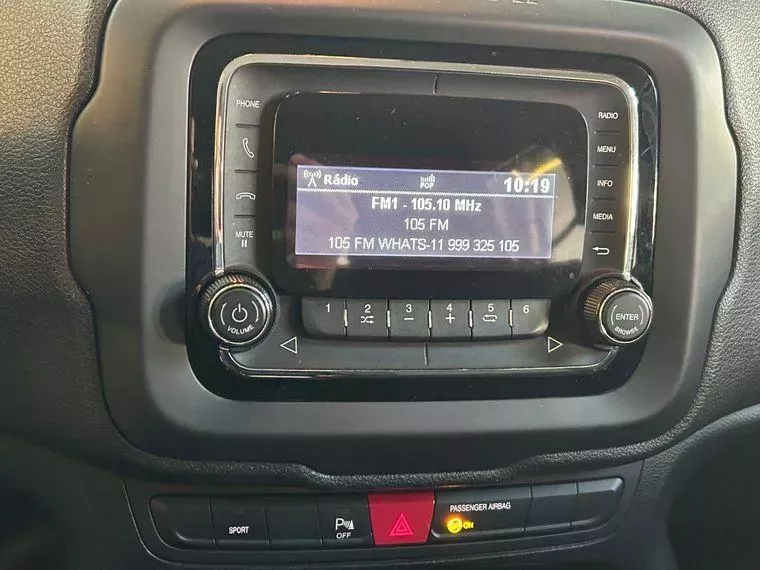 PHONE
RADIO
MENU
INFO
MEDIA
MUTE
Rádio
POP
10:19
FM1 - 105.10 MHz
105 FM
105 FM WHATS-11 999 325 105
1 2 3 4 5 6
VOLUME
ENTER
BROWSE
SPORT
OFF
PASSENGER AIRBAG
ON